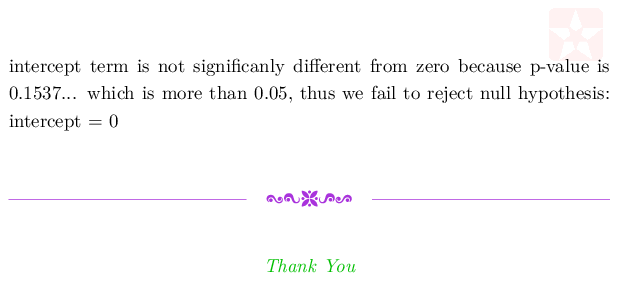 intercept term is not significanly different from zero because p-value is
0.1537... which is more than 0.05, thus we fail to reject null hypothesis:
intercept = 0
Thank You